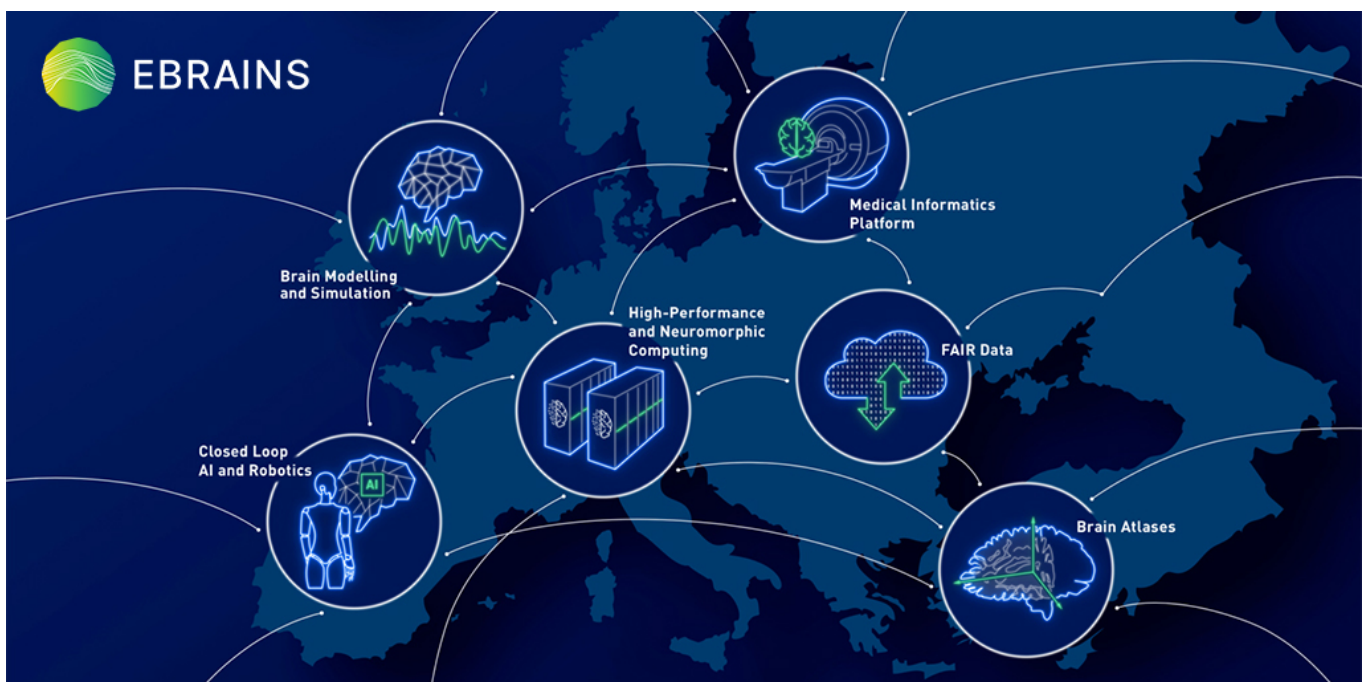 EBRAINS
Medical Informatics
Platform
Brain Modelling
and Simulation
High-Performance
and Neuromorphic
Computing
FAIR Data
Closed Loop
AI and Robotics
AI
Brain Atlases